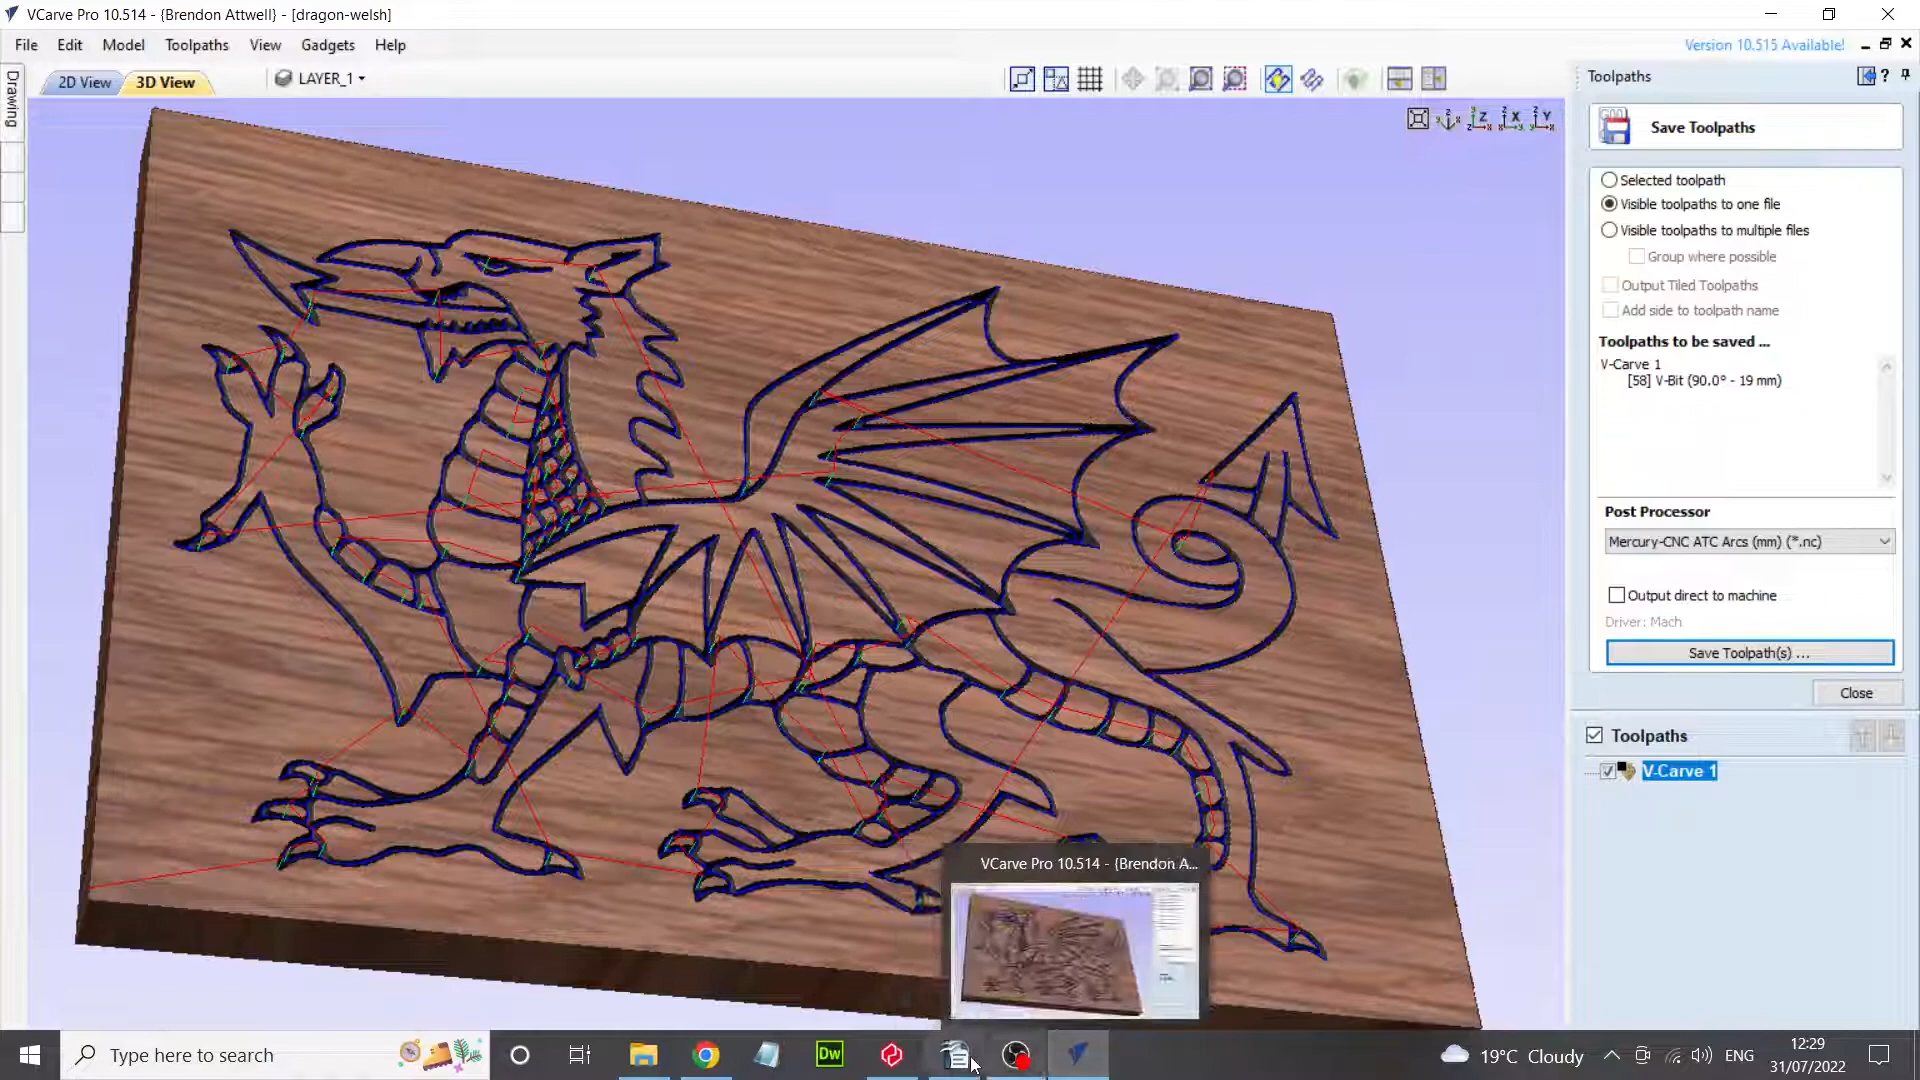 VCarve Pro 10.514 - {Brendon Attwell} - [dragon-welsh]
File Edit Model Toolpaths View Gadgets Help
Version 10.515 Available!
Drawing
2D View 3D View LAYER_1
Toolpaths
Save Toolpaths
Selected toolpath
Visible toolpaths to one file
Visible toolpaths to multiple files
Group where possible
Output Tiled Toolpaths
Add side to toolpath name
Toolpaths to be saved ...
V-Carve 1
[58] V-Bit (90.0° - 19 mm)
Post Processor
Mercury-CNC ATC Arcs (mm) (*.nc)
Output direct to machine
Driver: Mach
Save Toolpath(s) ...
Close
Toolpaths
V-Carve 1
VCarve Pro 10.514 - {Brendon A...
Type here to search
Dw
19°C Cloudy
ENG
12:29
31/07/2022